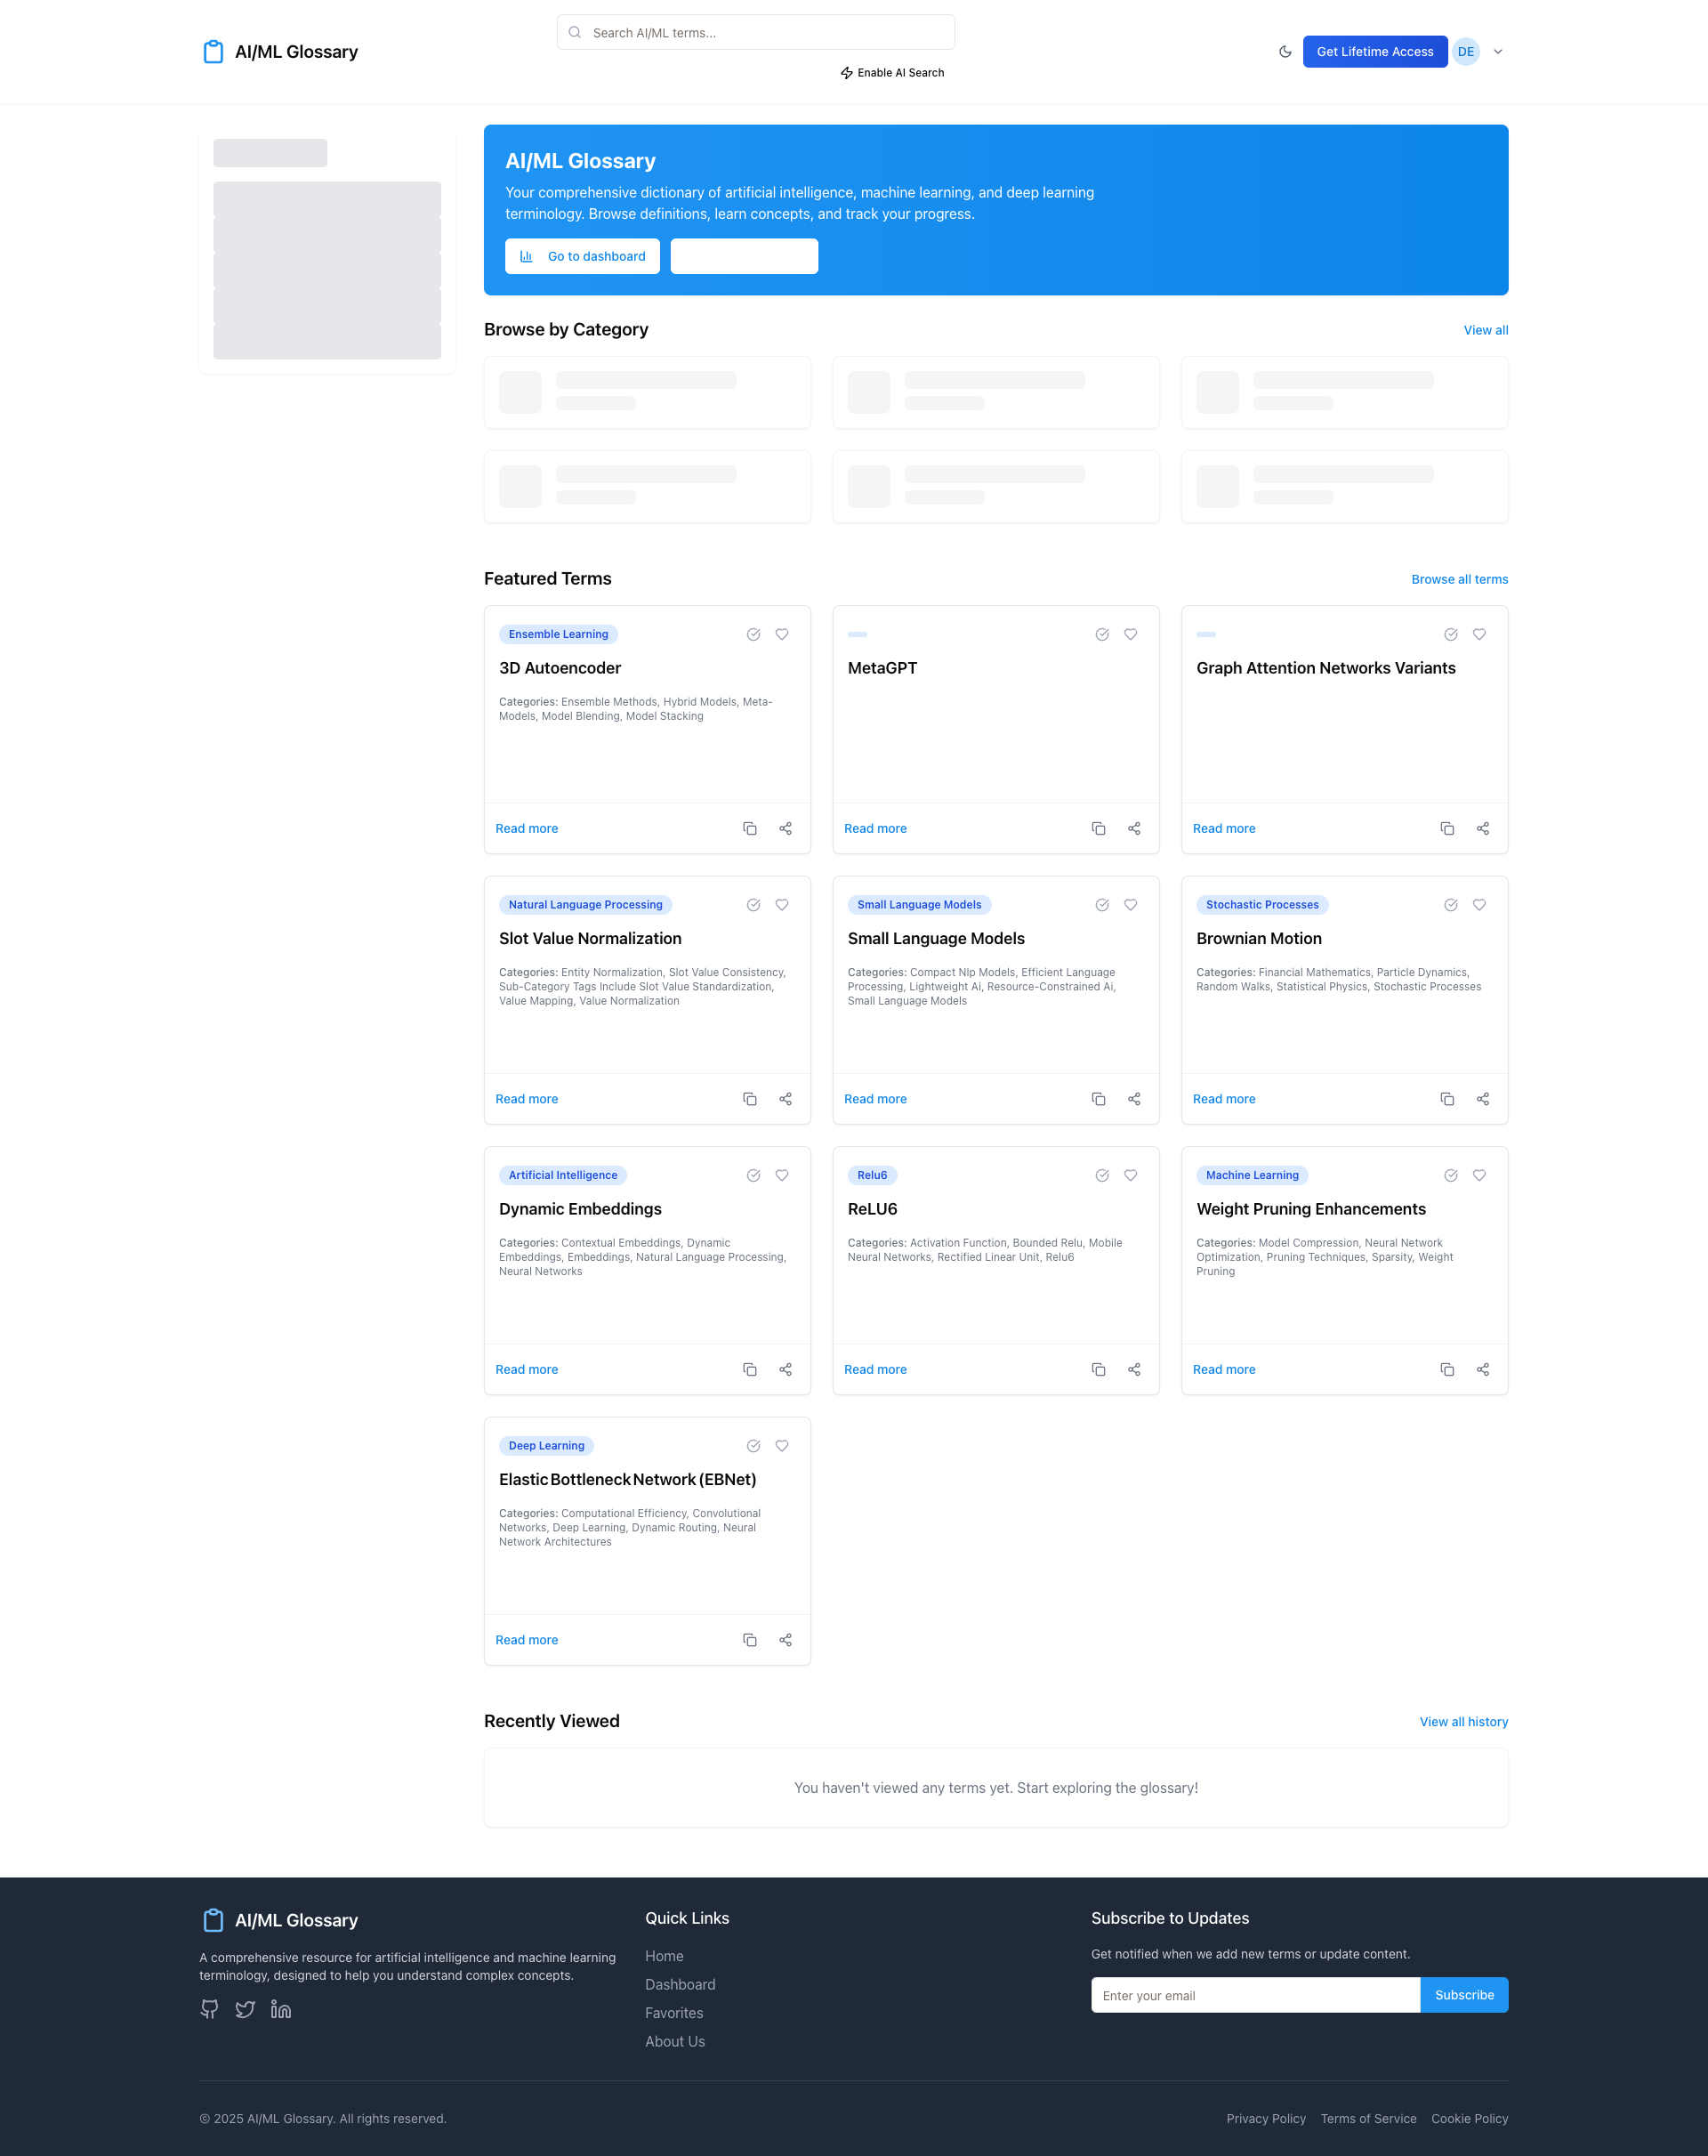 AI/ML Glossary
Search AI/ML terms...
Enable AI Search
Get Lifetime Access
DE
AI/ML Glossary
Your comprehensive dictionary of artificial intelligence, machine learning, and deep learning
terminology. Browse definitions, learn concepts, and track your progress.
Go to dashboard
Browse by Category
View all
Featured Terms
Browse all terms
Ensemble Learning
3D Autoencoder
Categories: Ensemble Methods, Hybrid Models, Meta-
Models, Model Blending, Model Stacking
Read more
MetaGPT
Read more
Graph Attention Networks Variants
Read more
Natural Language Processing
Slot Value Normalization
Categories: Entity Normalization, Slot Value Consistency,
Sub-Category Tags Include Slot Value Standardization,
Value Mapping, Value Normalization
Read more
Small Language Models
Small Language Models
Categories: Compact Nlp Models, Efficient Language
Processing, Lightweight Ai, Resource-Constrained Ai,
Small Language Models
Read more
Stochastic Processes
Brownian Motion
Categories: Financial Mathematics, Particle Dynamics,
Random Walks, Statistical Physics, Stochastic Processes
Read more
Artificial Intelligence
Dynamic Embeddings
Categories: Contextual Embeddings, Dynamic
Embeddings, Embeddings, Natural Language Processing,
Neural Networks
Read more
Relu6
ReLU6
Categories: Activation Function, Bounded Relu, Mobile
Neural Networks, Rectified Linear Unit, Relu6
Read more
Machine Learning
Weight Pruning Enhancements
Categories: Model Compression, Neural Network
Optimization, Pruning Techniques, Sparsity, Weight
Pruning
Read more
Deep Learning
Elastic Bottleneck Network (EBNet)
Categories: Computational Efficiency, Convolutional
Networks, Deep Learning, Dynamic Routing, Neural
Network Architectures
Read more
Recently Viewed
View all history
You haven't viewed any terms yet. Start exploring the glossary!
AI/ML Glossary
A comprehensive resource for artificial intelligence and machine learning
terminology, designed to help you understand complex concepts.
Quick Links
Home
Dashboard
Favorites
About Us
Subscribe to Updates
Get notified when we add new terms or update content.
Enter your email
Subscribe
© 2025 AI/ML Glossary. All rights reserved.
Privacy Policy
Terms of Service
Cookie Policy